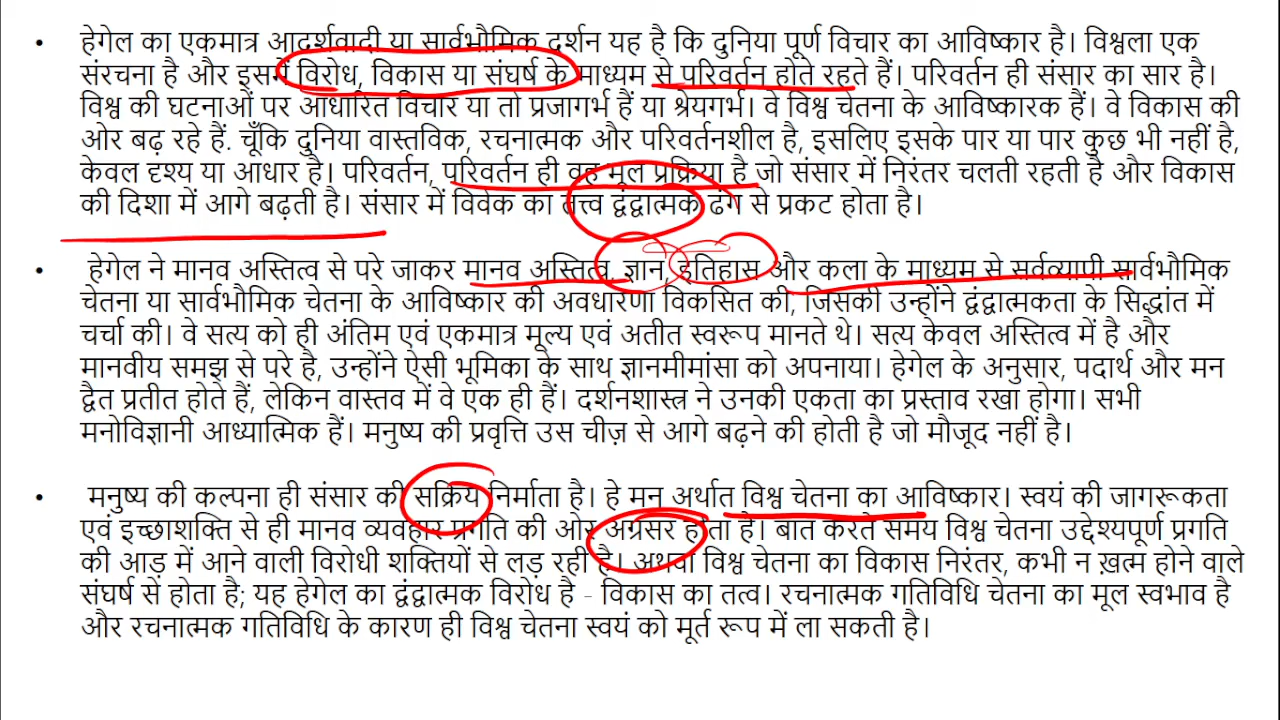 • हेगेल का एकमात्र आदर्शवादी या सार्वभौमिक दर्शन यह है कि दुनिया पूर्ण विचार का आविष्कार है। विश्वला एक
संरचना है और इसमें विरोध, विकास या संघर्ष के माध्यम से परिवर्तन होते रहते हैं। परिवर्तन ही संसार का सार है।
विश्व की घटनाओं पर आधारित विचार या तो प्रजागर्भ हैं या श्रेयगर्भ। वे विश्व चेतना के आविष्कारक हैं। वे विकास की
ओर बढ़ रहे हैं. चूँकि दुनिया वास्तविक, रचनात्मक और परिवर्तनशील है, इसलिए इसके पार या पार कुछ भी नहीं है,
केवल दृश्य या आधार है। परिवर्तन, परिवर्तन ही वह मूल प्रक्रिया है जो संसार में निरंतर चलती रहती है और विकास
की दिशा में आगे बढ़ती है। संसार में विवेक का तत्त्व द्वंद्वात्मक ढंग से प्रकट होता है।
• हेगेल ने मानव अस्तित्व से परे जाकर मानव अस्तित्व, ज्ञान, इतिहास और कला के माध्यम से सर्वव्यापी सार्वभौमिक
चेतना या सार्वभौमिक चेतना के आविष्कार की अवधारणा विकसित की, जिसकी उन्होंने द्वंद्वात्मकता के सिद्धांत में
चर्चा की। वे सत्य को ही अंतिम एवं एकमात्र मूल्य एवं अतीत स्वरूप मानते थे। सत्य केवल अस्तित्व में है और
मानवीय समझ से परे है, उन्होंने ऐसी भूमिका के साथ ज्ञानमीमांसा को अपनाया। हेगेल के अनुसार, पदार्थ और मन
द्वैत प्रतीत होते हैं, लेकिन वास्तव में वे एक ही हैं। दर्शनशास्त्र ने उनकी एकता का प्रस्ताव रखा होगा। सभी
मनोविज्ञानी आध्यात्मिक हैं। मनुष्य की प्रवृत्ति उस चीज़ से आगे बढ़ने की होती है जो मौजूद नहीं है।
• मनुष्य की कल्पना ही संसार की सक्रिय निर्माता है। हे मन अर्थात विश्व चेतना का आविष्कार। स्वयं की जागरूकता
एवं इच्छाशक्ति से ही मानव व्यवहार प्रगति की ओर अग्रसर होता है। बात करते समय विश्व चेतना उद्देश्यपूर्ण प्रगति
की आड़ में आने वाली विरोधी शक्तियों से लड़ रही है। अथवा विश्व चेतना का विकास निरंतर, कभी न ख़त्म होने वाले
संघर्ष से होता है; यह हेगेल का द्वंद्वात्मक विरोध है - विकास का तत्व। रचनात्मक गतिविधि चेतना का मूल स्वभाव है
और रचनात्मक गतिविधि के कारण ही विश्व चेतना स्वयं को मूर्त रूप में ला सकती है।